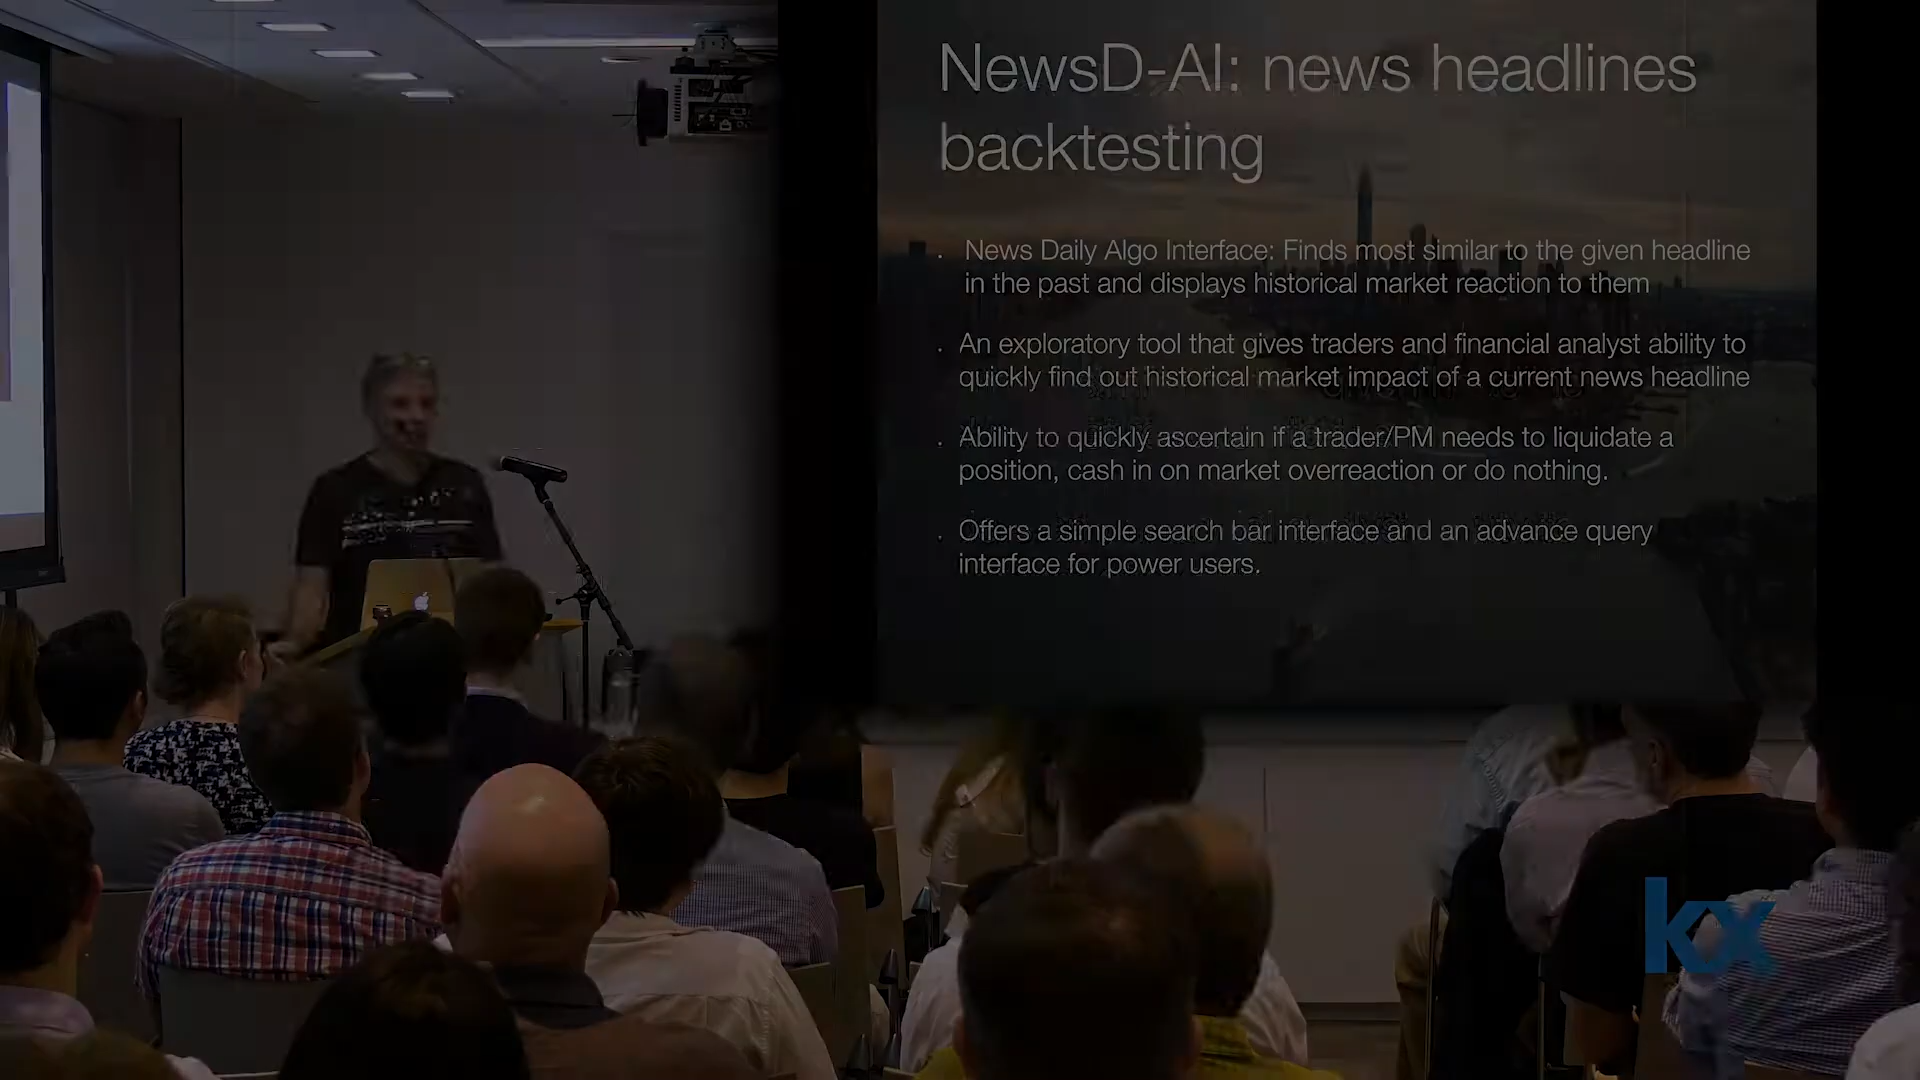 NewsD-AI: news headlines
backtesting
. News Daily Algo Interface: Finds most similar to the given headline
in the past and displays historical market reaction to them
. An exploratory tool that gives traders and financial analyst ability to
quickly find out historical market impact of a current news headline
. Ability to quickly ascertain if a trader/PM needs to liquidate a
position, cash in on market overreaction or do nothing.
. Offers a simple search bar interface and an advance query
interface for power users.
kx